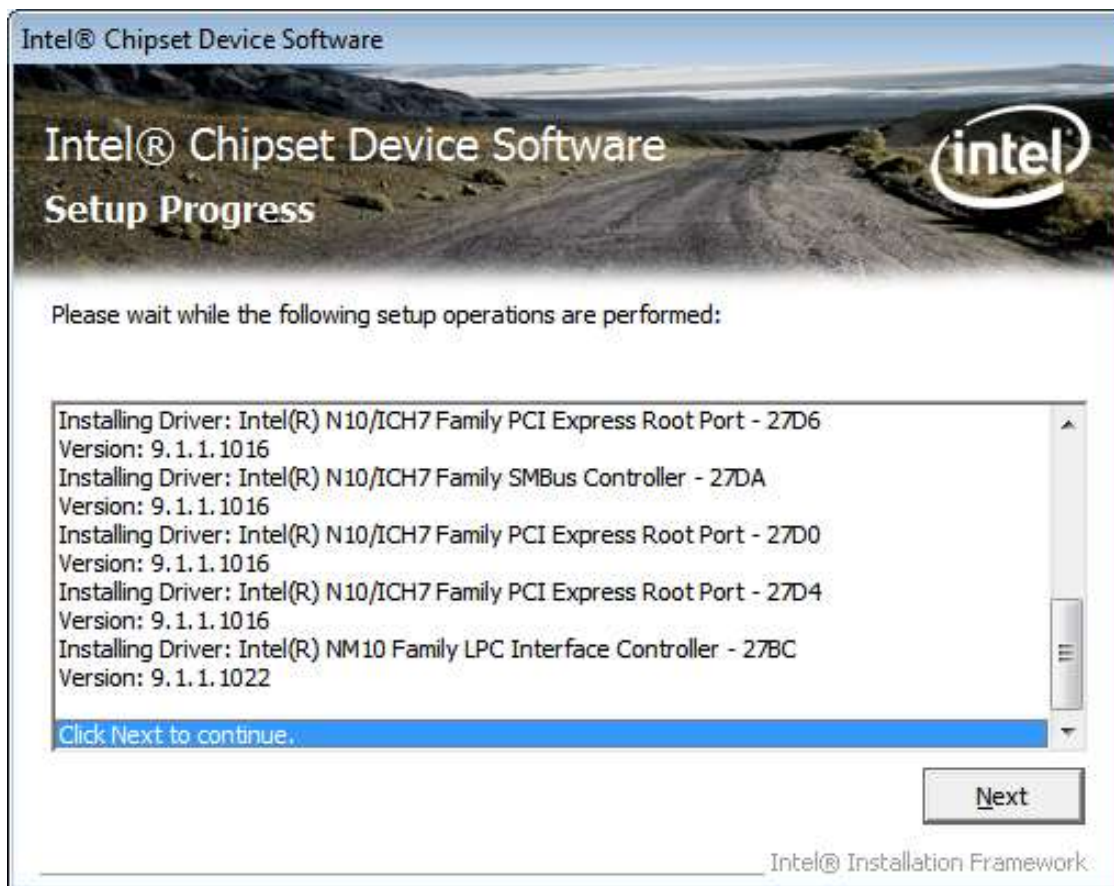 Intel® Chipset Device Software
Intel® Chipset Device Software
intel
Setup Progress
Please wait while the following setup operations are performed:
Installing Driver: Intel(R) N10/ICH7 Family PCI Express Root Port - 27D6
Version: 9.1.1.1016
Installing Driver: Intel(R) N10/ICH7 Family SMBus Controller - 27DA
Version: 9.1.1.1016
Installing Driver: Intel(R) N10/ICH7 Family PCI Express Root Port - 27D0
Version: 9.1.1.1016
Installing Driver: Intel(R) N10/ICH7 Family PCI Express Root Port - 27D4
Version: 9.1.1.1016
Installing Driver: Intel(R) NM10 Family LPC Interface Controller - 27BC
Version: 9.1.1.1022
Click Next to continue.
Next
Intel® Installation Framework